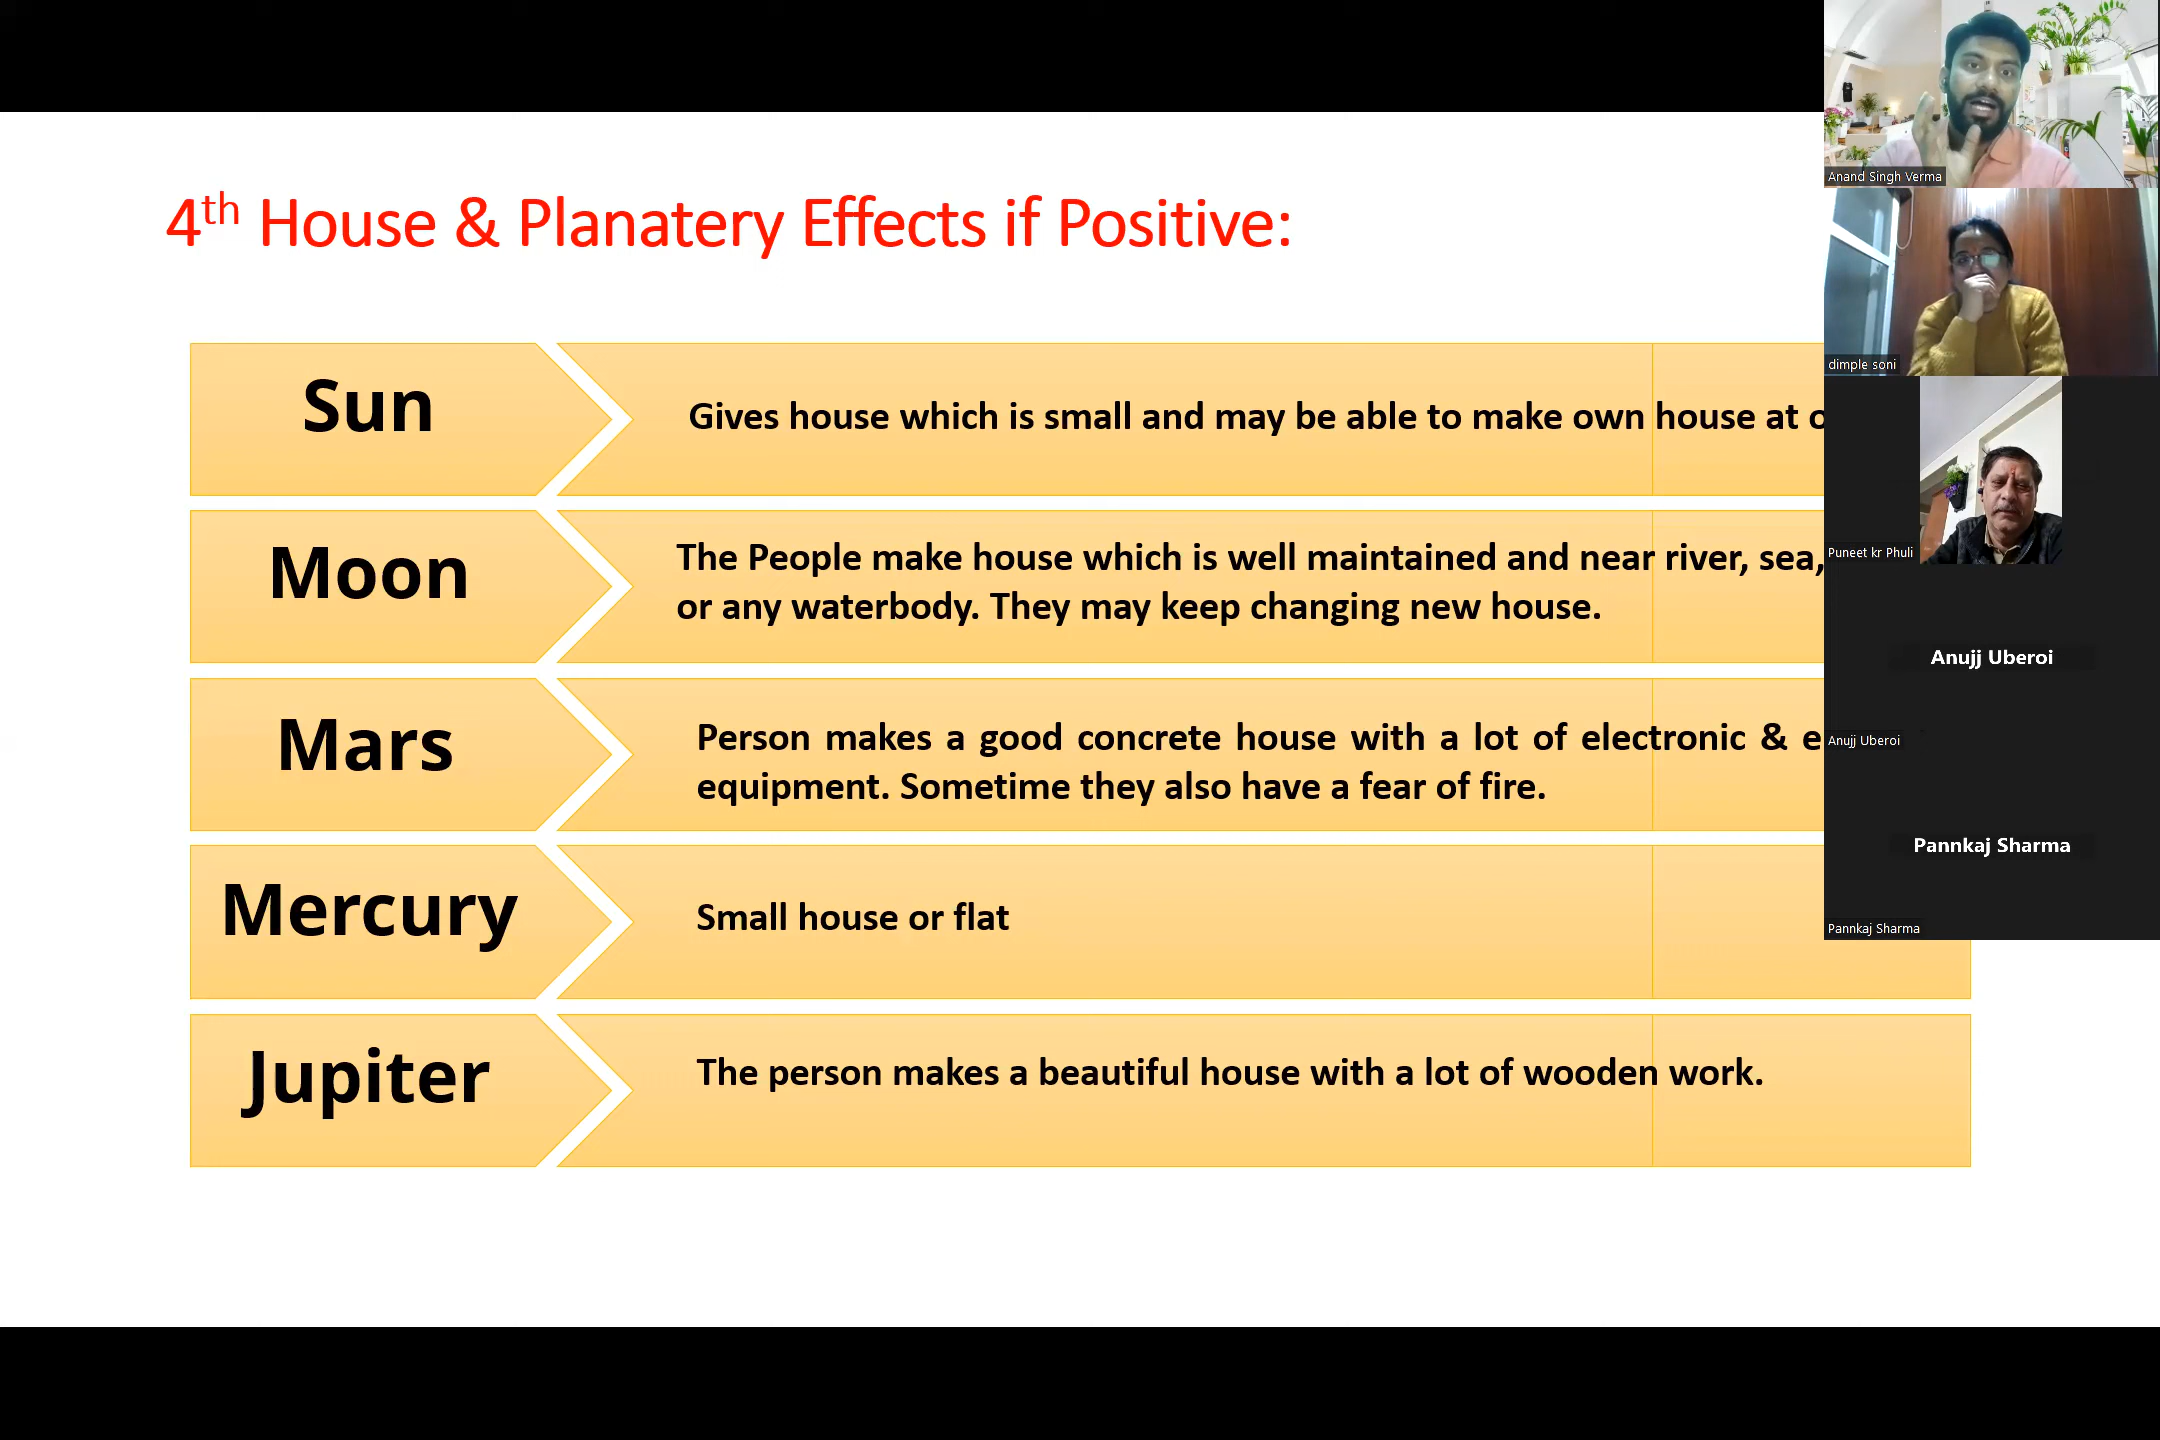 4th House & Planatery Effects if Positive:
Sun
Gives house which is small and may be able to make own house at
Moon
The People make house which is well maintained and near river, sea,
or any waterbody. They may keep changing new house.
Mars
Person makes a good concrete house with a lot of electronic &
equipment. Sometime they also have a fear of fire.
Mercury
Small house or flat
Jupiter
The person makes a beautiful house with a lot of wooden work.
Anand Singh Verma
dimple soni
Puneet kr Phuli
Anujj Uberoi
Anujj Uberoi
Pannkaj Sharma
Pannkaj Sharma